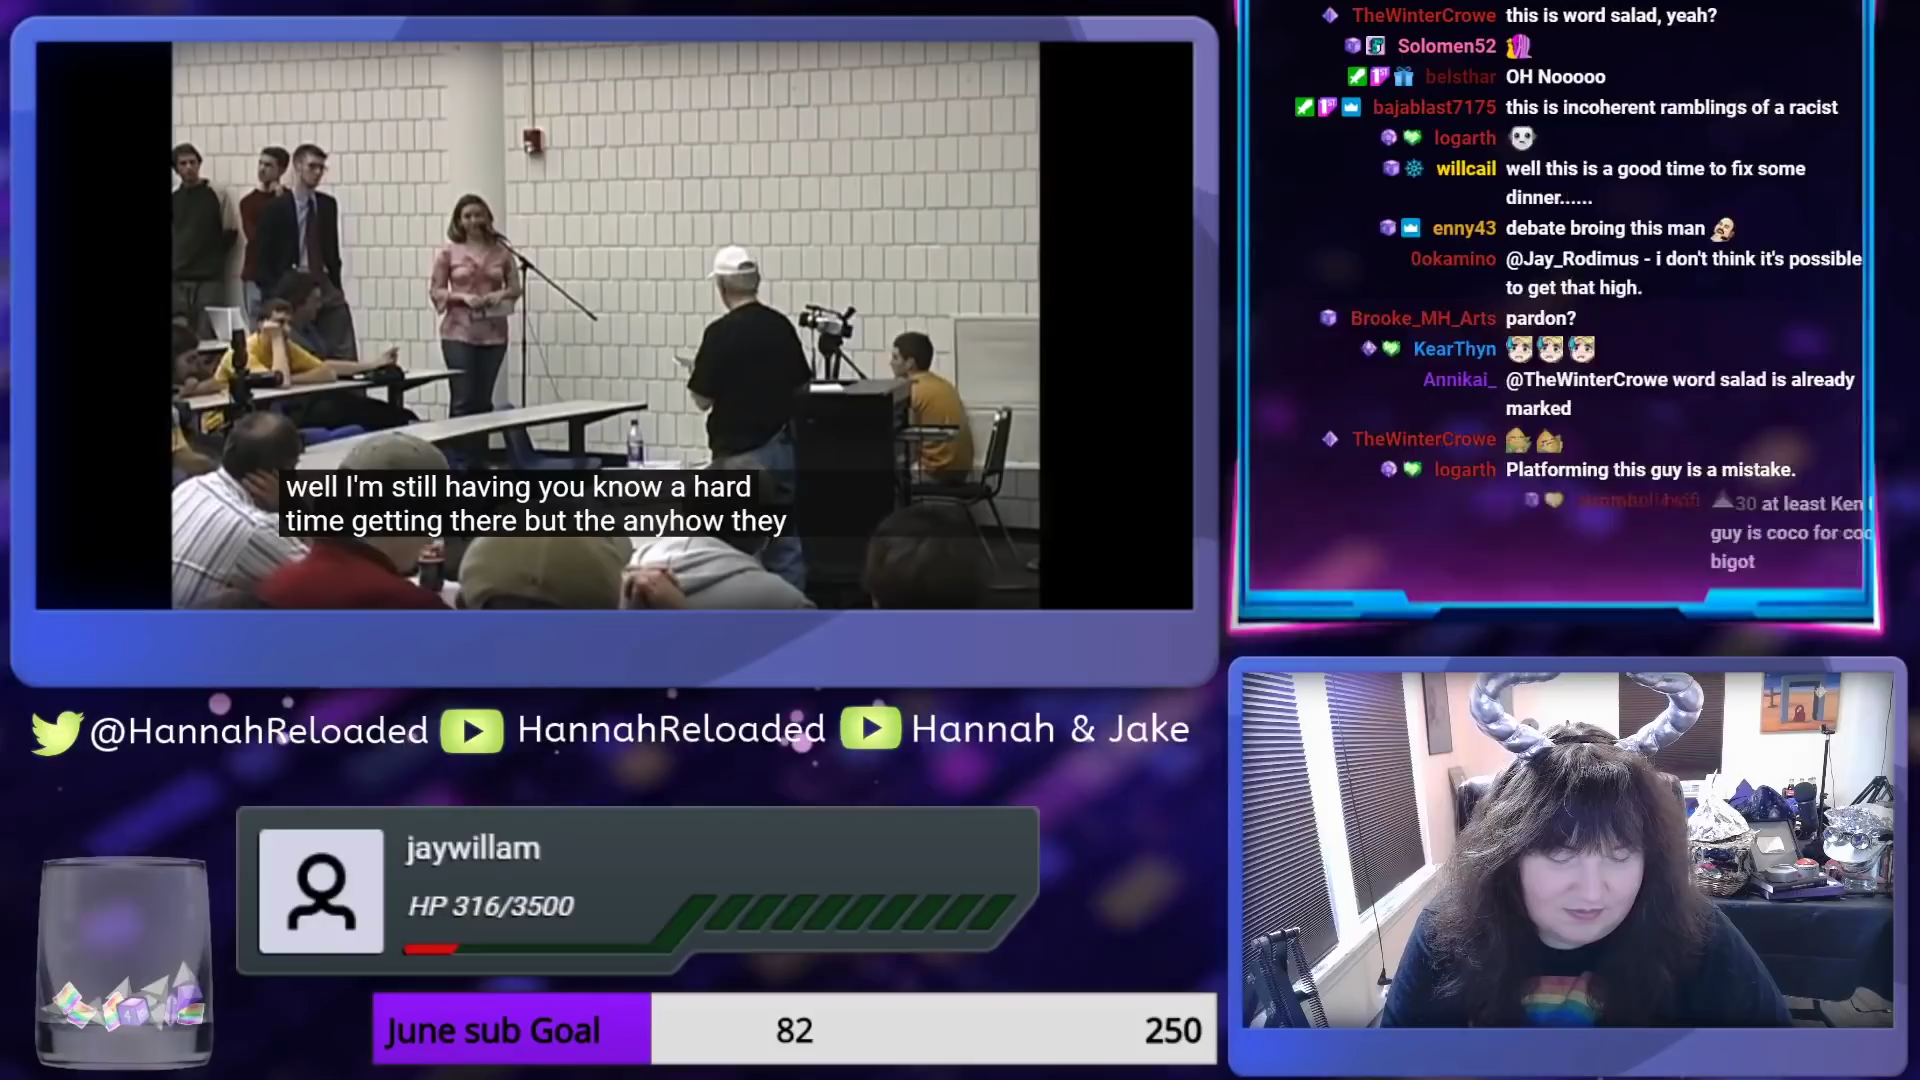 well I'm still having you know a hard
time getting there but the anyhow they
TheWinterCrowe this is word salad, yeah?
Solomen52
belsthar OH Nooooo
bajablast7175 this is incoherent ramblings of a racist
logarth
willcail well this is a good time to fix some
dinner......
enny43 debate broing this man
0okamino @Jay_Rodimus - i don't think it's possible
to get that high.
Brooke_MH_Arts pardon?
KearThyn
Annikai_ @TheWinterCrowe word salad is already
marked
TheWinterCrowe
logarth Platforming this guy is a mistake.
30 at least Ken
guy is coco for coc
bigot
@HannahReloaded HannahReloaded Hannah & Jake
jaywillam
HP 316/3500
June sub Goal 82 250